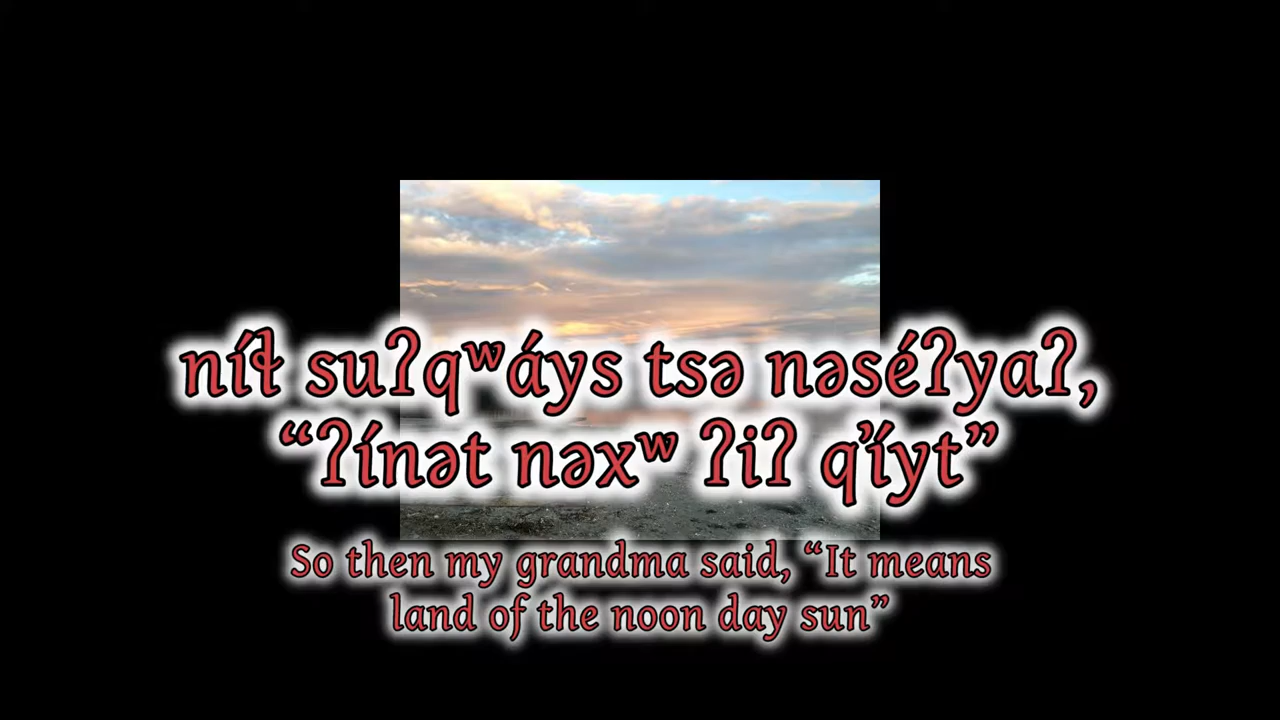 níɬ suʔqʷáys tsə nəséʔyaʔ,
“ʔínət nəxʷ ʔiʔ q̓íyt”
So then my grandma said, “It means
land of the noon day sun”